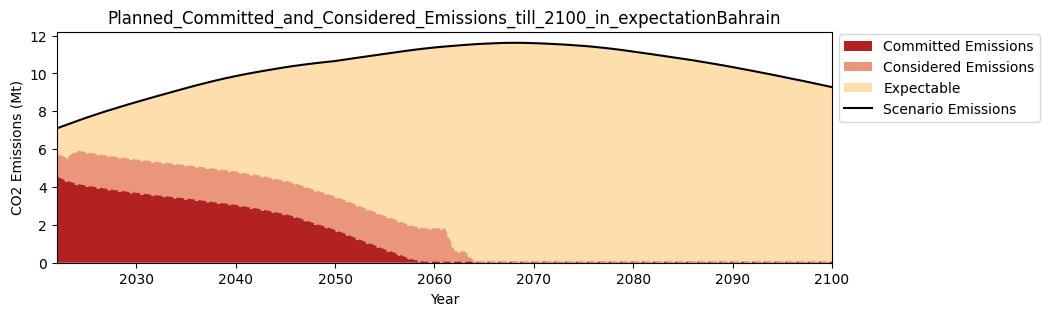 Planned_Committed_and_Considered_Emissions_till_2100_in_expectationBahrain
12
10
8
6
4
2
0
CO2 Emissions (Mt)
2030 2040 2050 2060 2070 2080 2090 2100
Year
Committed Emissions
Considered Emissions
Expectable
Scenario Emissions